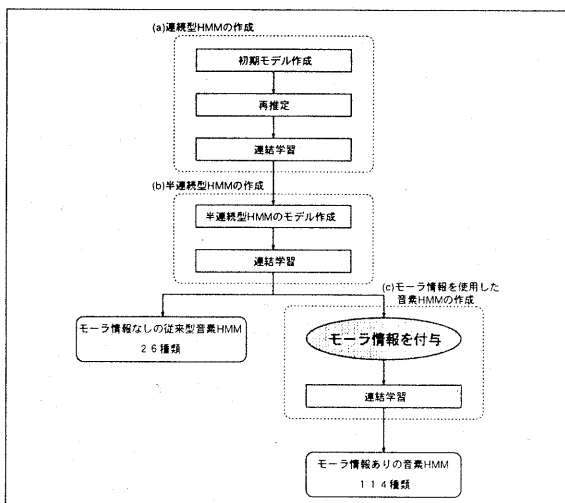 (a)連続型HMMの作成
初期モデル作成
再推定
連結学習
(b)半連続型HMMの作成
半連続型HMMのモデル作成
連結学習
(c)モーラ情報を使用した
音素HMMの作成
モーラ情報なしの従来型音素HMM
26種類
モーラ情報を付与
連結学習
モーラ情報ありの音素HMM
114種類